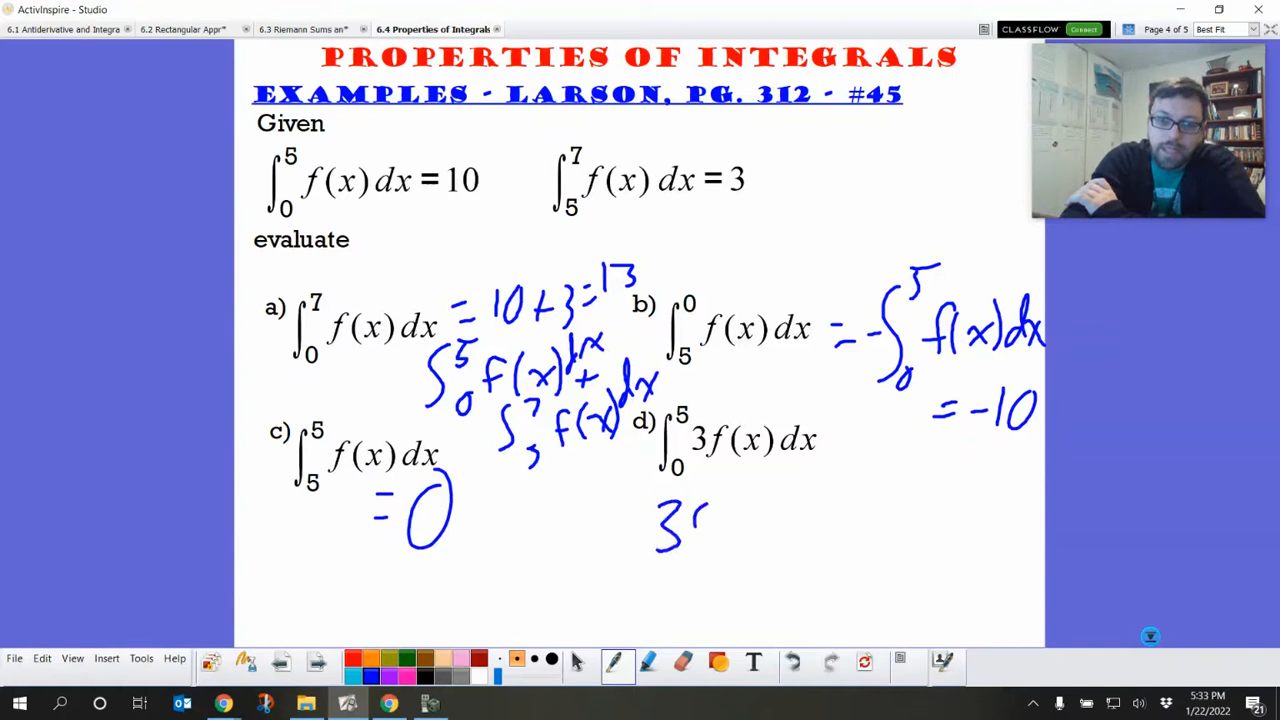 ActivInspire - Studio
6.1 Antiderivative and Integra
6.2 Rectangular Appr*
6.3 Riemann Sums an*
6.4 Properties of Integrals
CLASSFLOW Connect
Page 4 of 5
Best Fit
PROPERTIES OF INTEGRALS
EXAMPLES - LARSON, PG. 312 - #45
Given
∫₀⁵ f(x) dx = 10 ∫₅⁷ f(x) dx = 3
evaluate
a) ∫₀⁷ f(x) dx = 10 + 3 = 13
∫₀⁵ f(x) dx +
∫₅⁷ f(x) dx
b) ∫₅⁰ f(x) dx = -∫₀⁵ f(x) dx
= -10
c) ∫₅⁵ f(x) dx
= 0
d) ∫₀⁵ 3f(x) dx
3
File Edit View Insert Tools Help
5:33 PM
1/22/2022
21